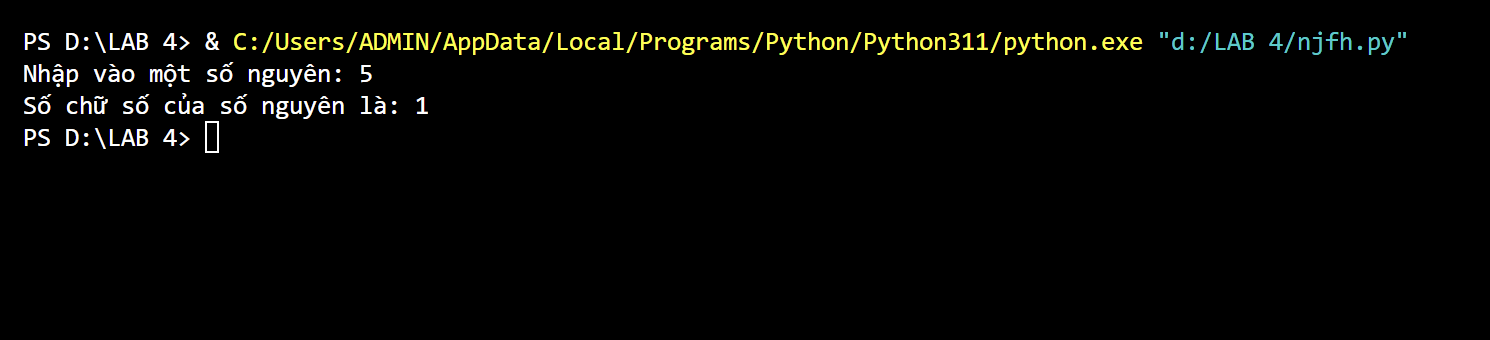 PS D:\LAB 4> & C:/Users/ADMIN/AppData/Local/Programs/Python/Python311/python.exe "d:/LAB 4/njfh.py"
Nhập vào một số nguyên: 5
Số chữ số của số nguyên là: 1
PS D:\LAB 4>